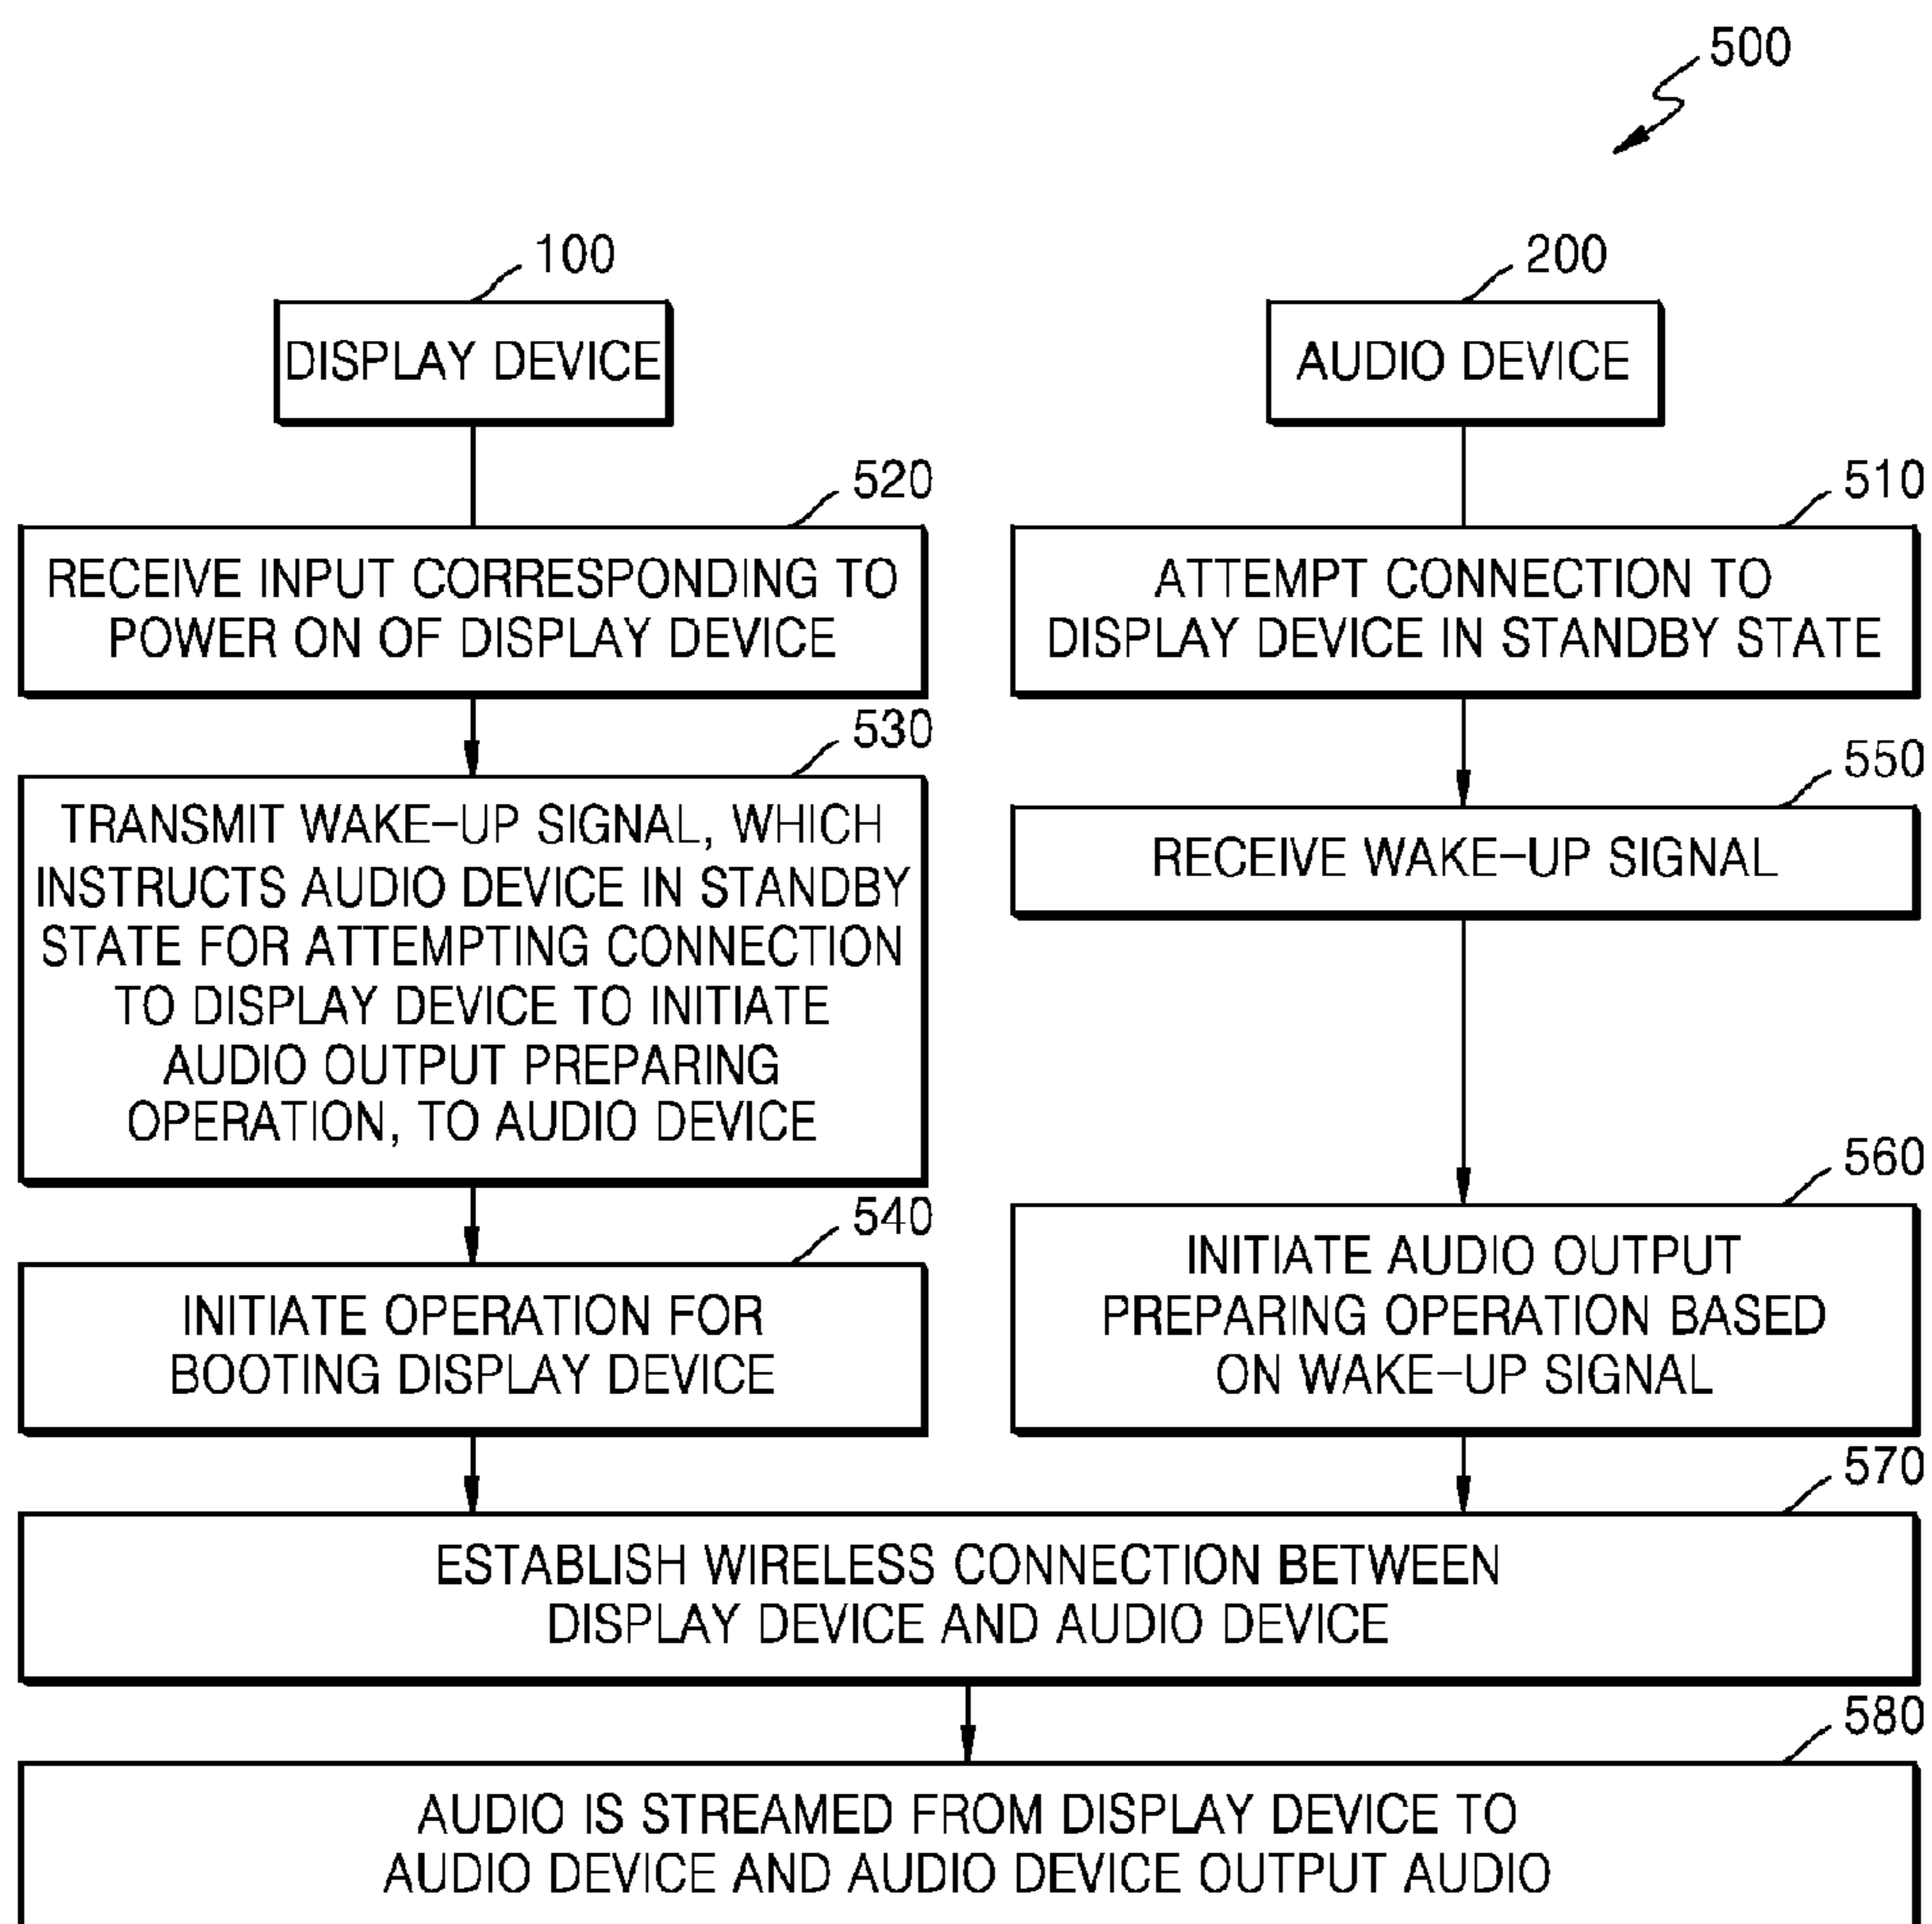 500
100
DISPLAY DEVICE
200
AUDIO DEVICE
520
RECEIVE INPUT CORRESPONDING TO
POWER ON OF DISPLAY DEVICE
510
ATTEMPT CONNECTION TO
DISPLAY DEVICE IN STANDBY STATE
530
TRANSMIT WAKE-UP SIGNAL, WHICH
INSTRUCTS AUDIO DEVICE IN STANDBY
STATE FOR ATTEMPTING CONNECTION
TO DISPLAY DEVICE TO INITIATE
AUDIO OUTPUT PREPARING
OPERATION, TO AUDIO DEVICE
550
RECEIVE WAKE-UP SIGNAL
540
INITIATE OPERATION FOR
BOOTING DISPLAY DEVICE
560
INITIATE AUDIO OUTPUT
PREPARING OPERATION BASED
ON WAKE-UP SIGNAL
570
ESTABLISH WIRELESS CONNECTION BETWEEN
DISPLAY DEVICE AND AUDIO DEVICE
580
AUDIO IS STREAMED FROM DISPLAY DEVICE TO
AUDIO DEVICE AND AUDIO DEVICE OUTPUT AUDIO